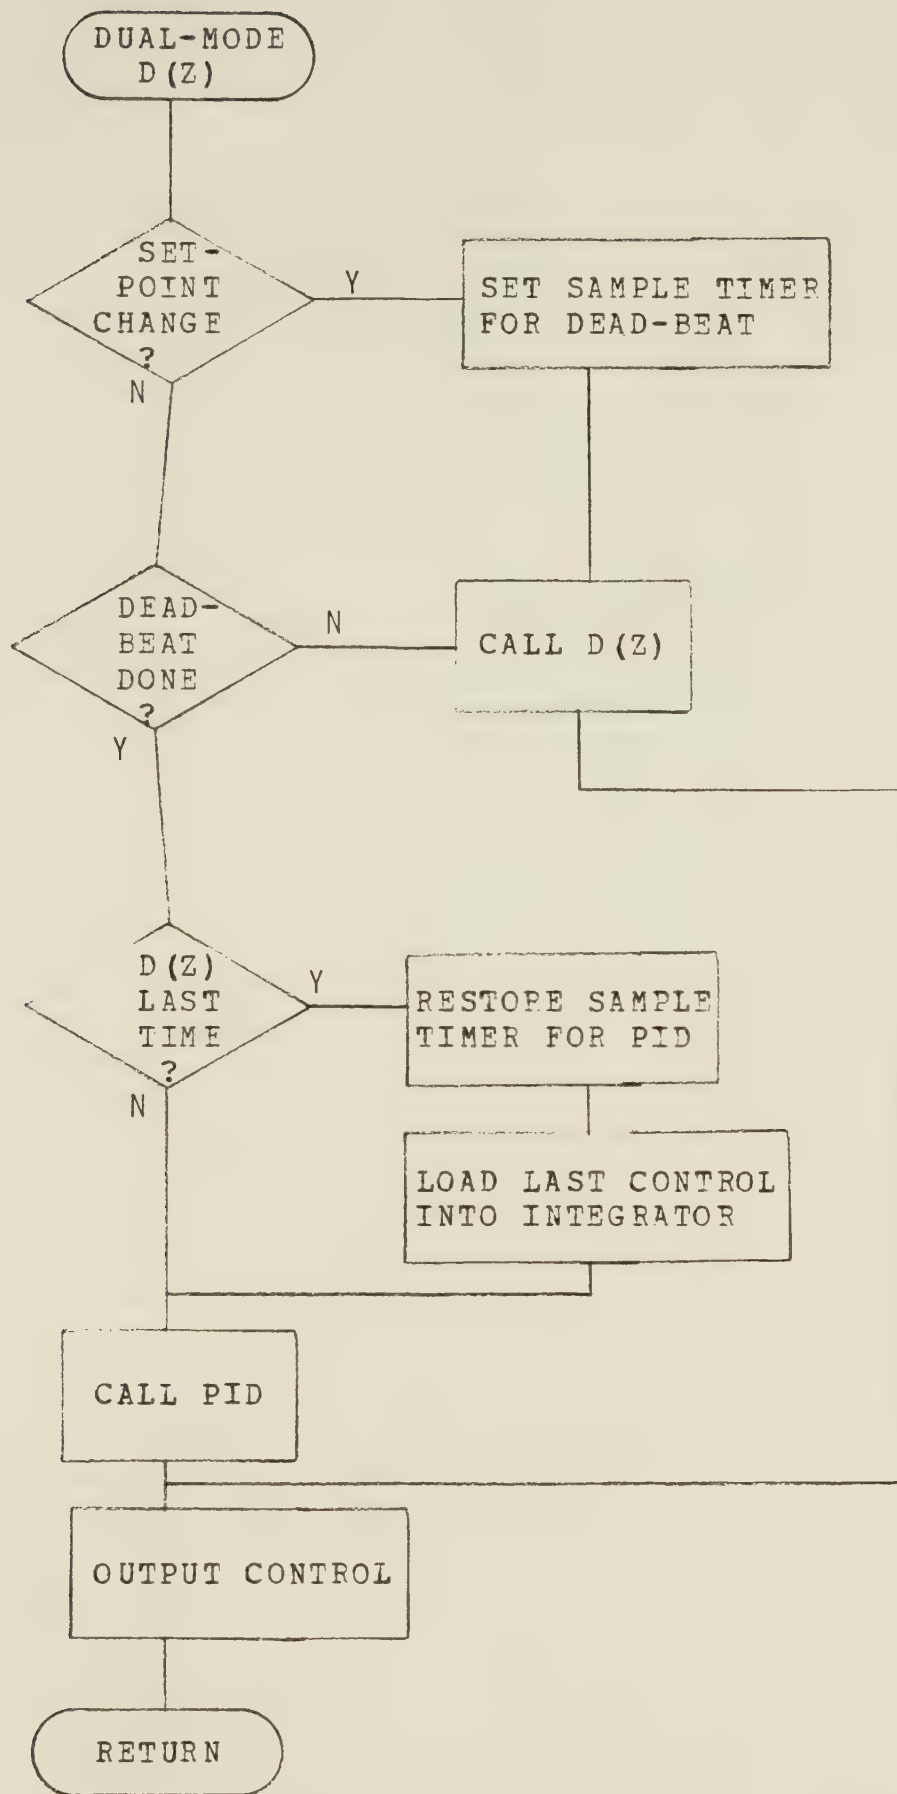 DUAL-MODE
D(Z)
SET-
POINT
CHANGE
?
Y
N
SET SAMPLE TIMER
FOR DEAD-BEAT
DEAD-
BEAT
DONE
?
N
Y
CALL D(Z)
D(Z)
LAST
TIME
?
Y
N
RESTORE SAMPLE
TIMER FOR PID
LOAD LAST CONTROL
INTO INTEGRATOR
CALL PID
OUTPUT CONTROL
RETURN